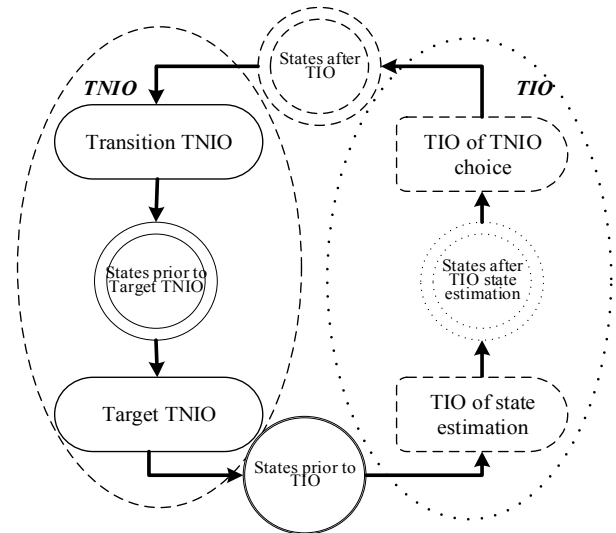 States after
TIO
TNIO
TIO
Transition TNIO
TIO of TNIO
choice
States prior to
Target TNIO
States after
TIO state
estimation
Target TNIO
TIO of state
estimation
States prior to
TIO